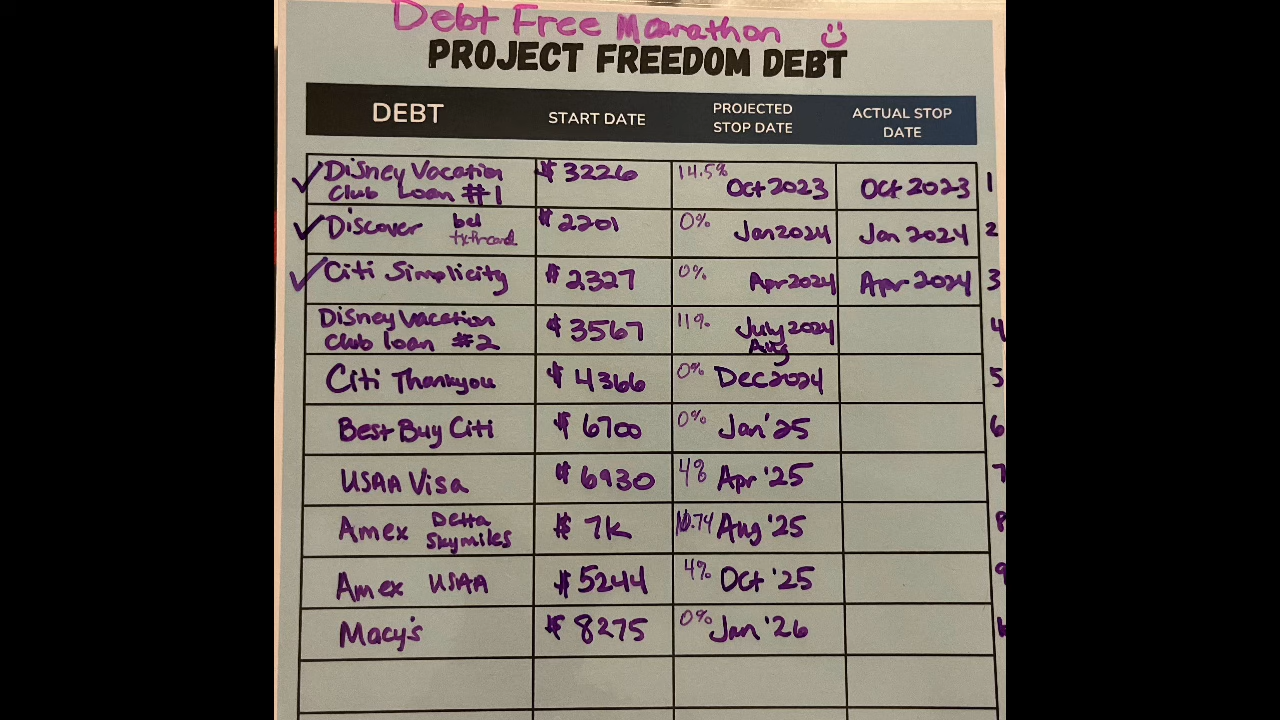 Debt Free Marathon
PROJECT FREEDOM DEBT
DEBT START DATE PROJECTED STOP DATE ACTUAL STOP DATE
Disney Vacation Club Loan #1 $3226 14.5% Oct 2023 Oct 2023 1
Discover bal $2201 0% Jan 2024 Jan 2024 2
Citi Simplicity $2327 0% Apr 2024 Apr 2024 3
Disney Vacation Club loan #2 $3567 11% July 2024 Aug 4
Citi Thankyou $4366 0% Dec 2024 5
Best Buy Citi $6700 0% Jan '25 6
USAA Visa $6930 4% Apr '25 7
Amex Delta Skymiles $7K Aug '25 8
Amex USAA $5244 4% Oct '25 9
Macy's $8275 0% Jan '26